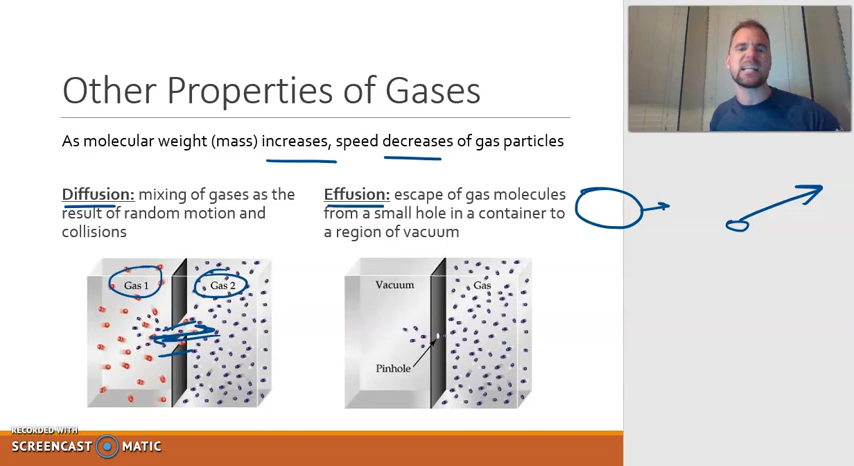 Other Properties of Gases
As molecular weight (mass) increases, speed decreases of gas particles
Diffusion: mixing of gases as the
result of random motion and
collisions
Effusion: escape of gas molecules
from a small hole in a container to
a region of vacuum
Gas 1
Gas 2
Vacuum
Gas
Pinhole
RECORDED WITH
SCREENCAST MATIC